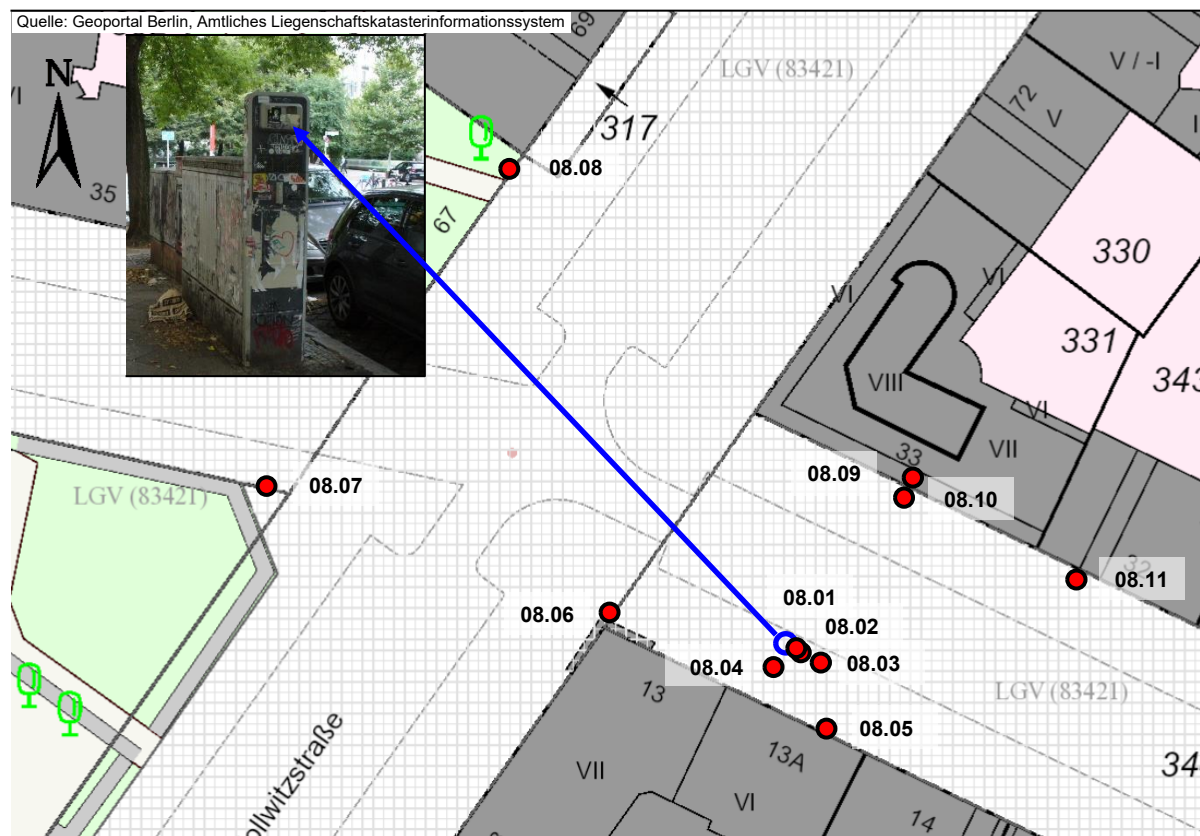 Quelle: Geoportal Berlin, Amtliches Liegenschaftskatasterinformationssystem
69
LGV (83421)
V / -I
N
72
V
317
35
08.08
67
330
VI
VI
331
343
VIII
VI
VII
33
08.09
LGV (83421)
08.07
08.10
32
08.11
08.01
08.06
08.02
08.04
08.03
13
LGV (83421)
08.05
ollwitzstraße
13A
34
VII
VI
14